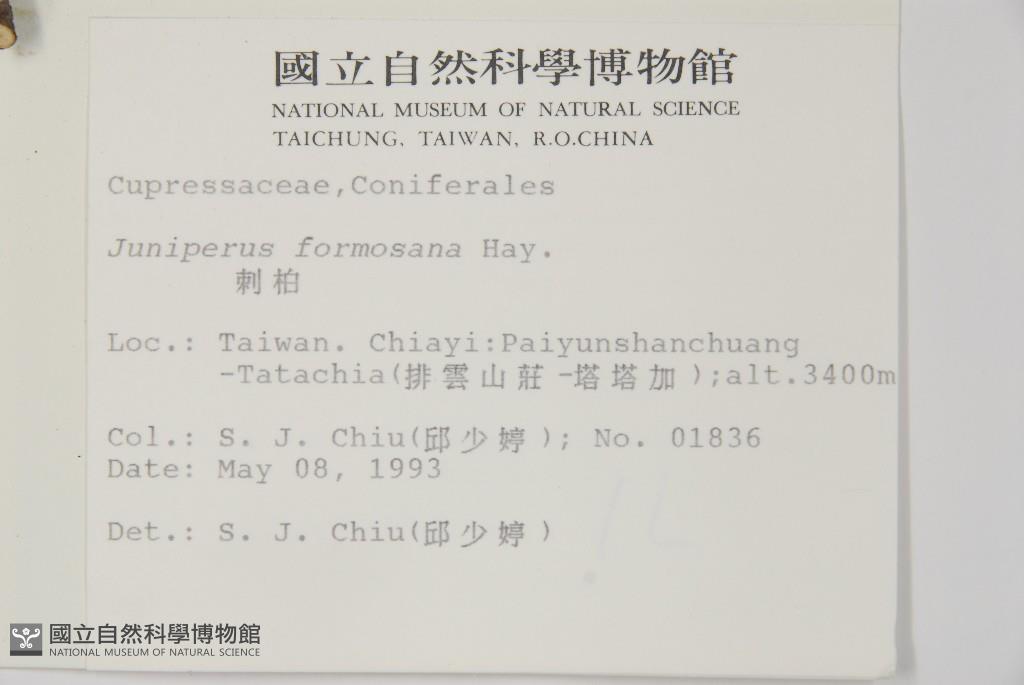 國立自然科學博物館
NATIONAL MUSEUM OF NATURAL SCIENCE
TAICHUNG, TAIWAN, R.O.CHINA
Cupressaceae,Coniferales
Juniperus formosana Hay.
刺柏
Loc.: Taiwan. Chiayi:Paiyunshanchuang
-Tatachia(排雲山莊-塔塔加);alt.3400m
Col.: S. J. Chiu(邱少婷); No. 01836
Date: May 08, 1993
Det.: S. J. Chiu(邱少婷)
國立自然科學博物館
NATIONAL MUSEUM OF NATURAL SCIENCE